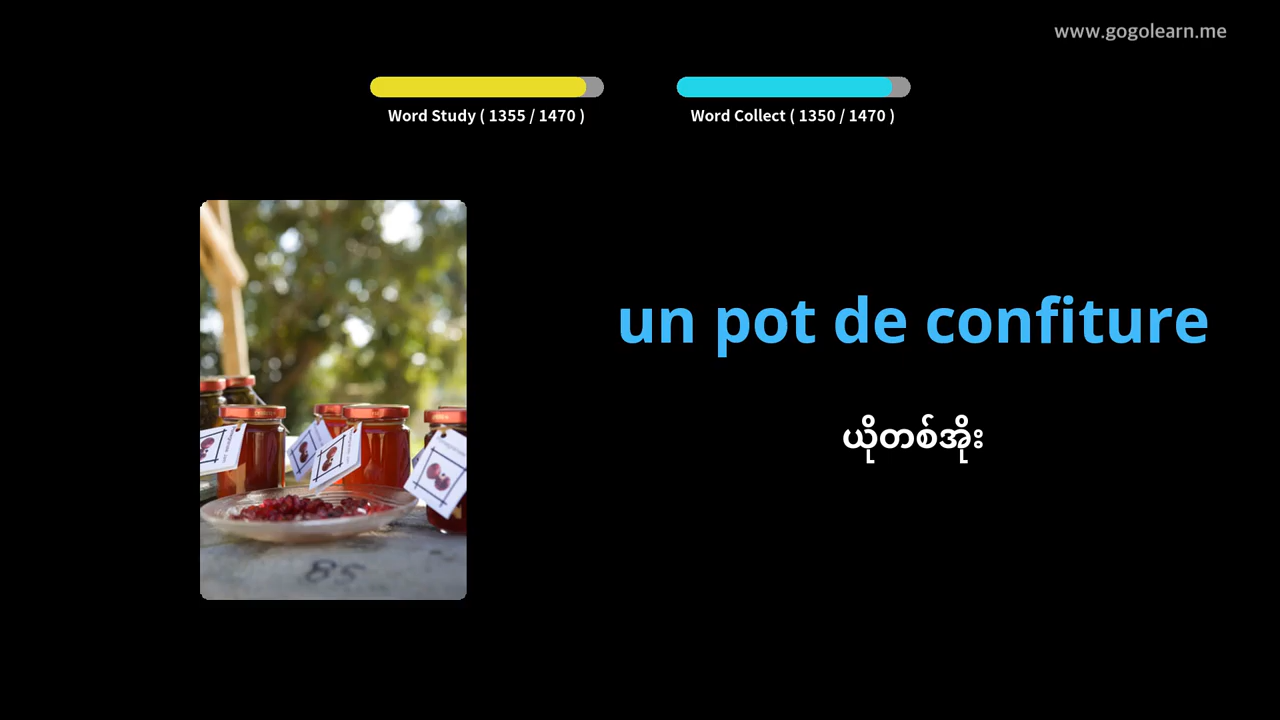 www.gogolearn.me
Word Study ( 1355 / 1470 )
Word Collect ( 1350 / 1470 )
un pot de confiture
ယိုတစ်အိုး
85